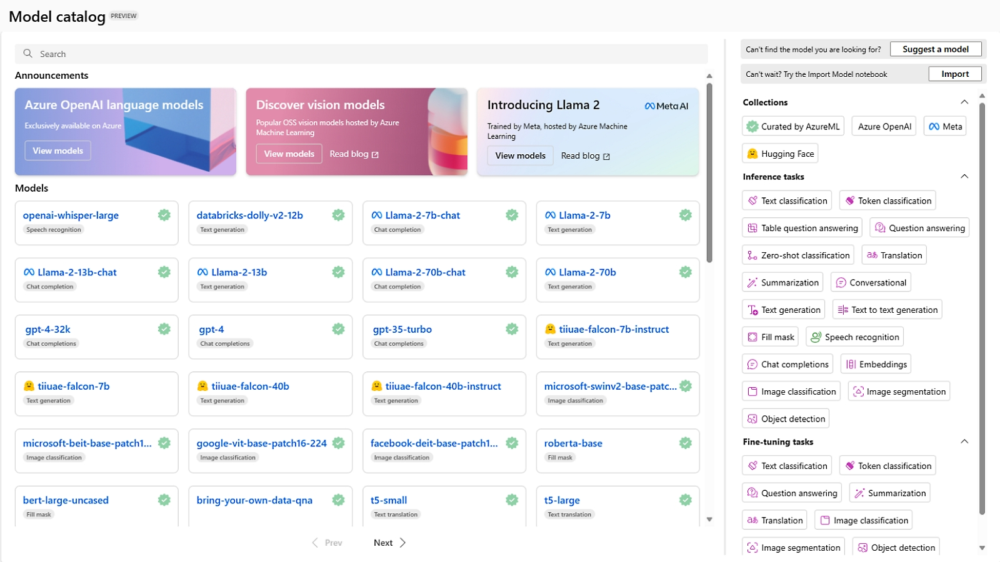 Model catalog PREVIEW
Search
Announcements
Azure OpenAI language models
Exclusively available on Azure
View models
Discover vision models
Popular OSS vision models hosted by Azure
Machine Learning
View models Read blog
Introducing Llama 2
Meta AI
Trained by Meta, hosted by Azure Machine
Learning
View models Read blog
Models
openai-whisper-large
Speech recognition
databricks-dolly-v2-12b
Text generation
Llama-2-7b-chat
Chat completion
Llama-2-7b
Text generation
Llama-2-13b-chat
Chat completion
Llama-2-13b
Text generation
Llama-2-70b-chat
Chat completion
Llama-2-70b
Text generation
gpt-4-32k
Chat completions
gpt-4
Chat completions
gpt-35-turbo
Chat completions
tiiuae-falcon-7b-instruct
Text generation
tiiuae-falcon-7b
Text generation
tiiuae-falcon-40b
Text generation
tiiuae-falcon-40b-instruct
Text generation
microsoft-swinv2-base-patc...
Image classification
microsoft-beit-base-patch1...
Image classification
google-vit-base-patch16-224
Image classification
facebook-deit-base-patch1...
Image classification
roberta-base
Fill mask
bert-large-uncased
Fill mask
bring-your-own-data-qna
t5-small
Text translation
t5-large
Text translation
Prev Next
Can't find the model you are looking for? Suggest a model
Can't wait? Try the Import Model notebook Import
Collections
Curated by AzureML Azure OpenAI Meta
Hugging Face
Inference tasks
Text classification Token classification
Table question answering Question answering
Zero-shot classification aあ Translation
Summarization Conversational
Text generation Text to text generation
Fill mask Speech recognition
Chat completions Embeddings
Image classification Image segmentation
Object detection
Fine-tuning tasks
Text classification Token classification
Question answering Summarization
aあ Translation Image classification
Image segmentation Object detection